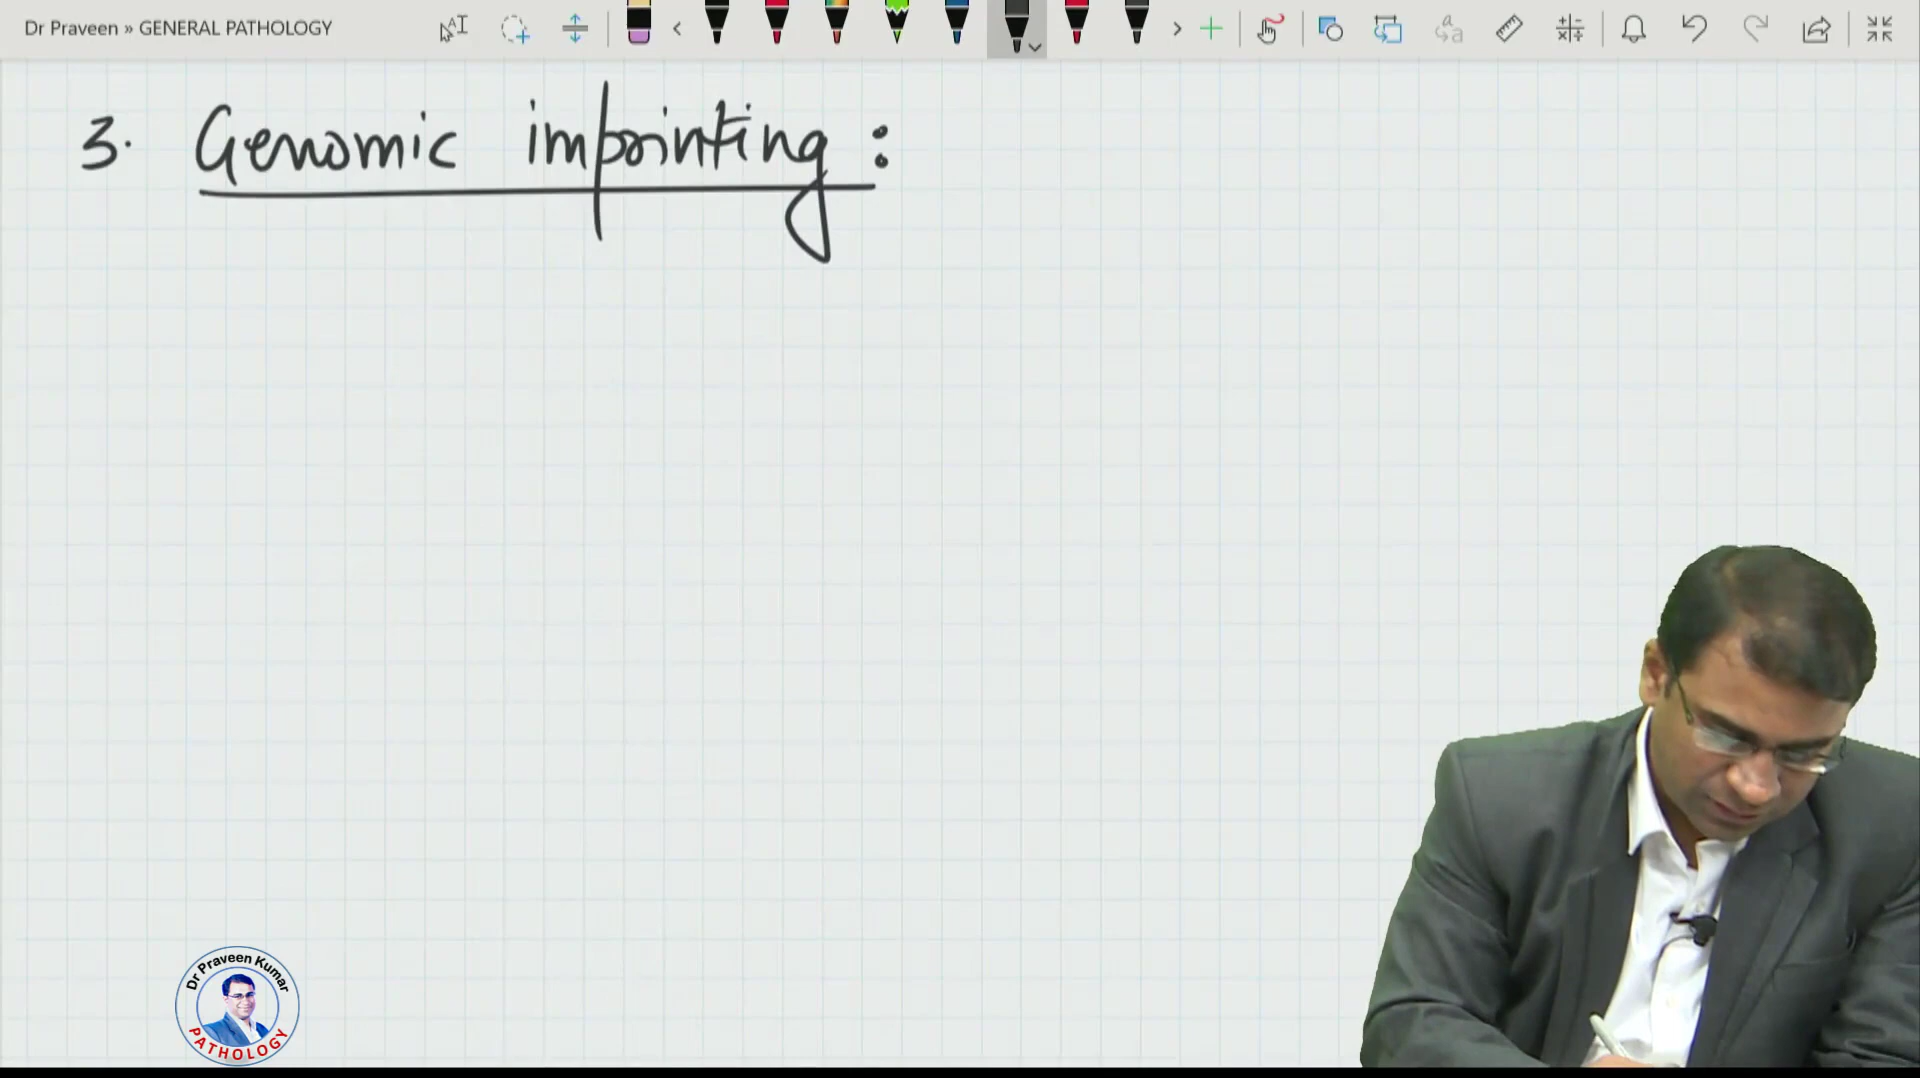 Dr Praveen » GENERAL PATHOLOGY
3. Genomic imprinting :
Dr Praveen Kumar
PATHOLOGY